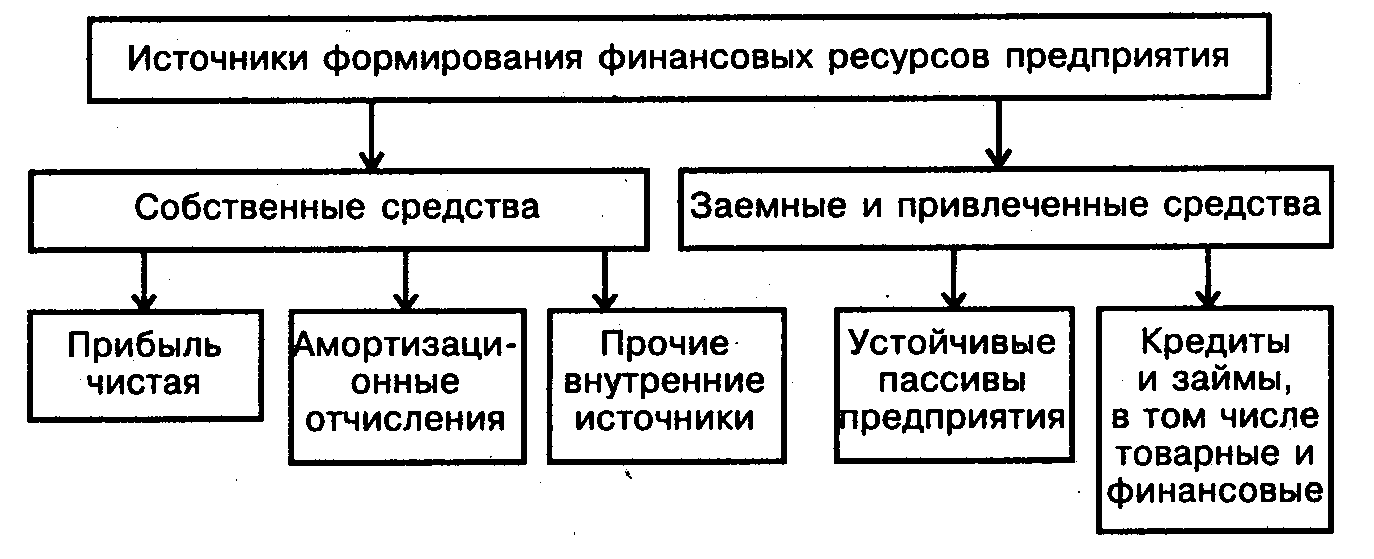 Источники формирования финансовых ресурсов предприятия
Собственные средства
Заемные и привлеченные средства
Прибыль
чистая
Амортизаци-
онные
отчисления
Прочие
внутренние
источники
Устойчивые
пассивы
предприятия
Кредиты
и займы,
в том числе
товарные и
финансовые